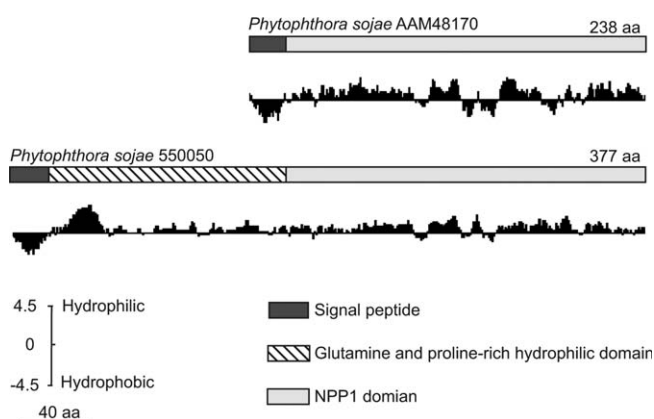 Phytophthora sojae AAM48170 238 aa
Phytophthora sojae 550050 377 aa
4.5 Hydrophilic
0
-4.5 Hydrophobic
40 aa
Signal peptide
Glutamine and proline-rich hydrophilic domain
NPP1 domian